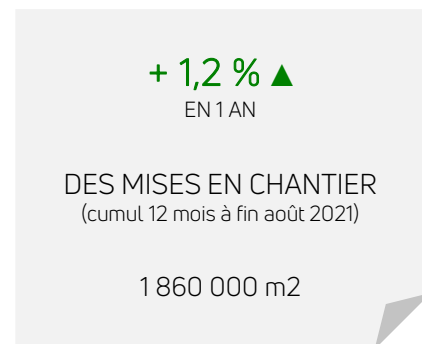 + 1,2 % ▲
EN 1 AN
DES MISES EN CHANTIER
(cumul 12 mois à fin août 2021)
1 860 000 m2